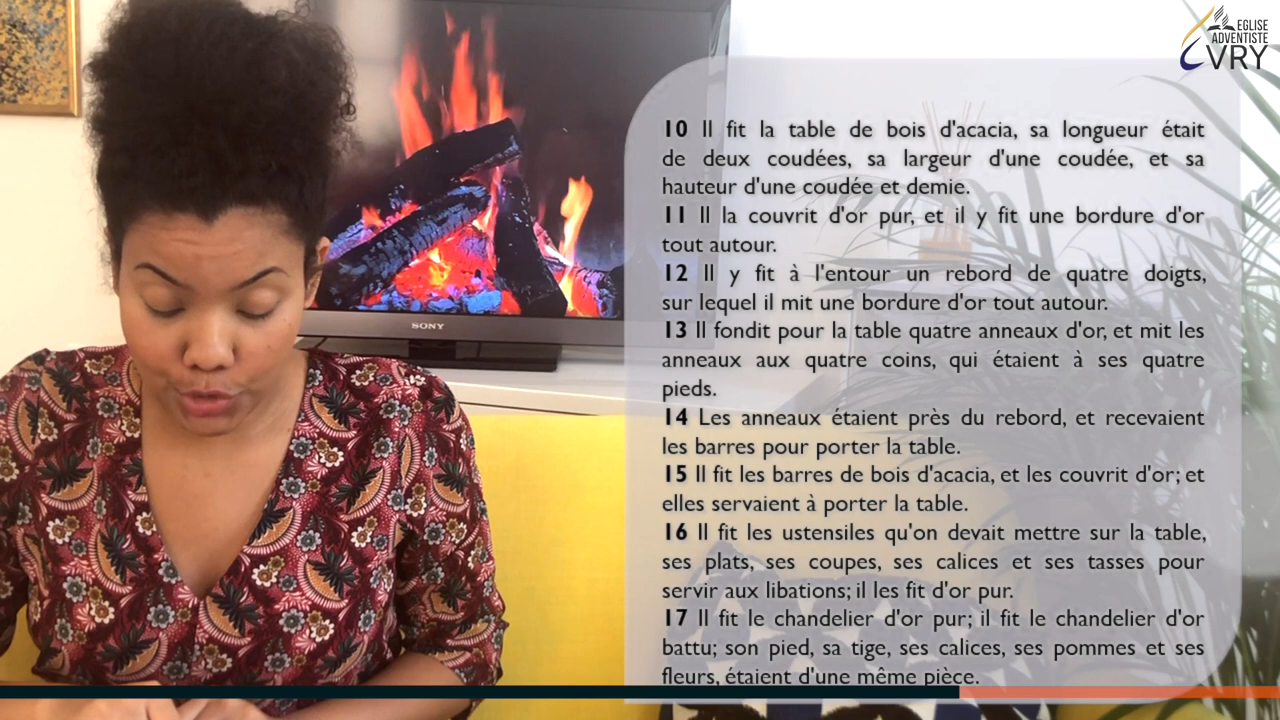 EGLISE
ADVENTISTE
VRY
10 Il fit la table de bois d'acacia, sa longueur était
de deux coudées, sa largeur d'une coudée, et sa
hauteur d'une coudée et demie.
11 Il la couvrit d'or pur, et il y fit une bordure d'or
tout autour.
12 Il y fit à l'entour un rebord de quatre doigts,
sur lequel il mit une bordure d'or tout autour.
13 Il fondit pour la table quatre anneaux d'or, et mit les
anneaux aux quatre coins, qui étaient à ses quatre
pieds.
14 Les anneaux étaient près du rebord, et recevaient
les barres pour porter la table.
15 Il fit les barres de bois d'acacia, et les couvrit d'or; et
elles servaient à porter la table.
16 Il fit les ustensiles qu'on devait mettre sur la table,
ses plats, ses coupes, ses calices et ses tasses pour
servir aux libations; il les fit d'or pur.
17 Il fit le chandelier d'or pur; il fit le chandelier d'or
battu; son pied, sa tige, ses calices, ses pommes et ses
fleurs, étaient d'une même pièce.
SONY